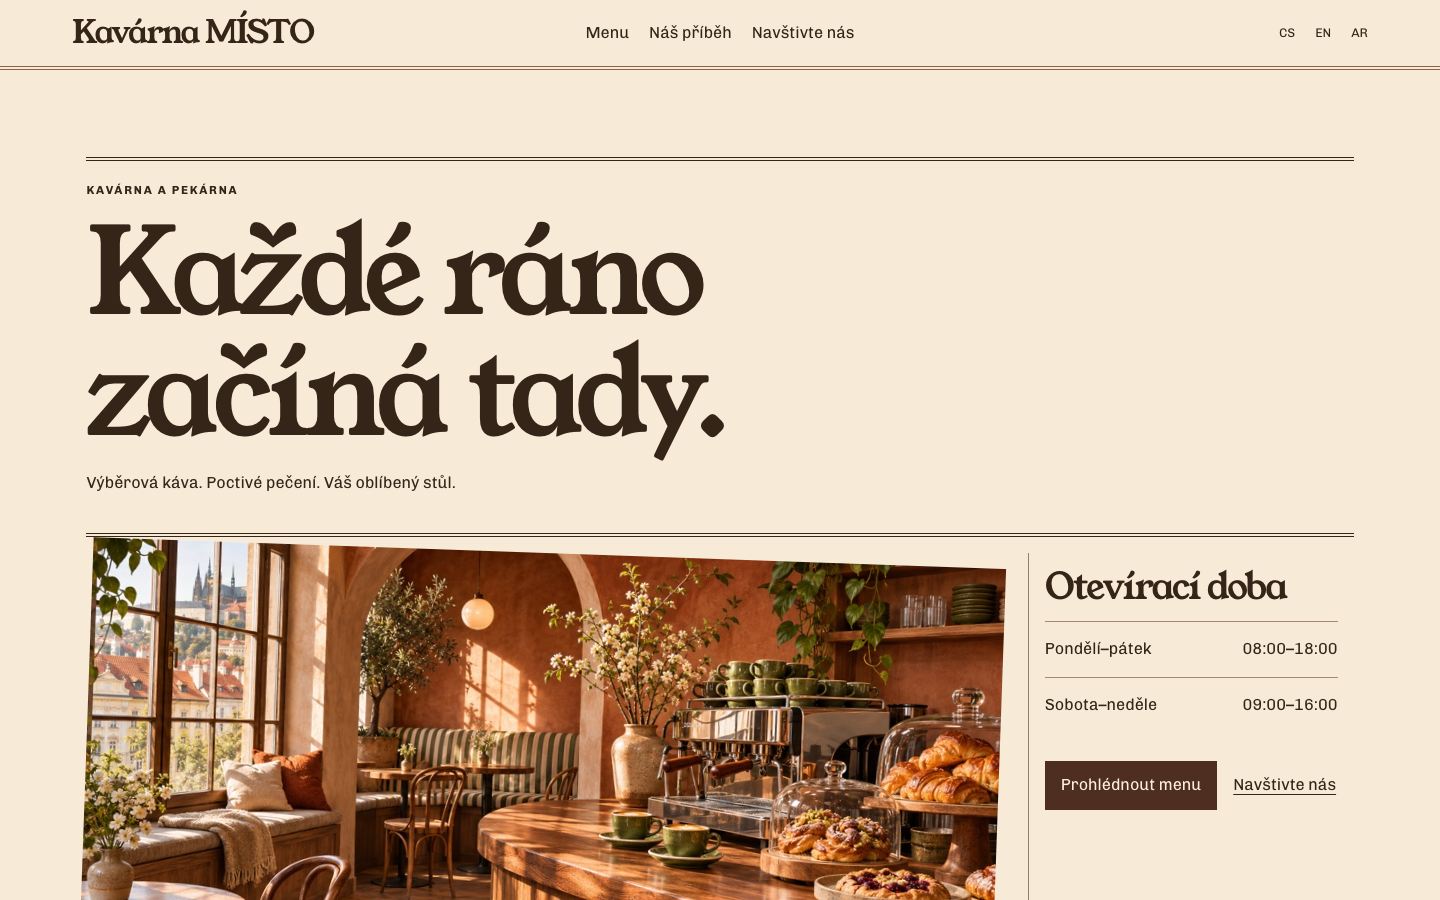 Kavárna MÍSTO
Menu Náš příběh Navštivte nás
CS EN AR
KAVÁRNA A PEKÁRNA
Každé ráno
začíná tady.
Výběrová káva. Poctivé pečení. Váš oblíbený stůl.
Otevírací doba
Pondělí–pátek 08:00–18:00
Sobota–neděle 09:00–16:00
Prohlédnout menu Navštivte nás